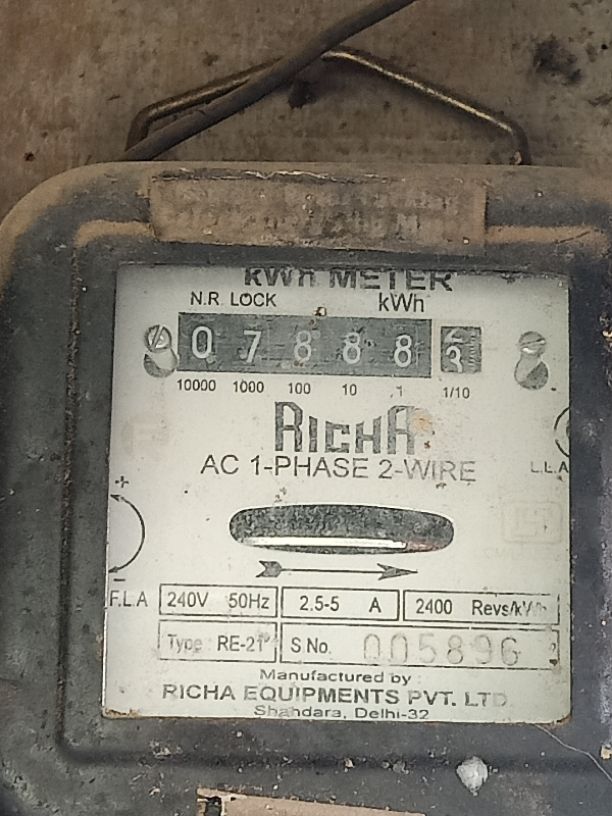 kWh METER
N.R. LOCK kWh
0 7 8 8 8 3
10000 1000 100 10 1 1/10
RICHA
AC 1-PHASE 2-WIRE
L.L.A
+
-
F.L.A 240V 50Hz 2.5-5 A 2400 Revs/kWh
Type RE-21 S.No. 005896
Manufactured by
RICHA EQUIPMENTS PVT. LTD
Shahdara, Delhi-32